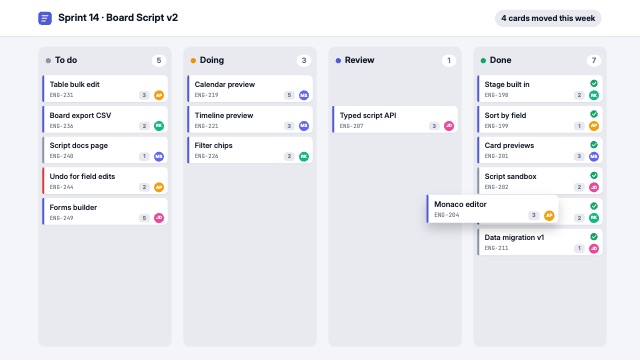 Sprint 14 · Board Script v2
4 cards moved this week
To do
5
Table bulk edit
ENG-231
3
AP
Board export CSV
ENG-236
2
RK
Script docs page
ENG-240
1
MB
Undo for field edits
ENG-244
2
AP
Forms builder
ENG-249
5
JD
Doing
3
Calendar preview
ENG-219
5
MB
Timeline preview
ENG-221
3
MB
Filter chips
ENG-226
2
RK
Review
1
Typed script API
ENG-207
3
JD
Monaco editor
ENG-204
3
AP
Done
7
Stage built in
ENG-198
2
RK
Sort by field
ENG-199
1
AP
Card previews
ENG-201
3
MB
Script sandbox
ENG-202
2
JD
2
RK
Data migration v1
ENG-211
1
JD